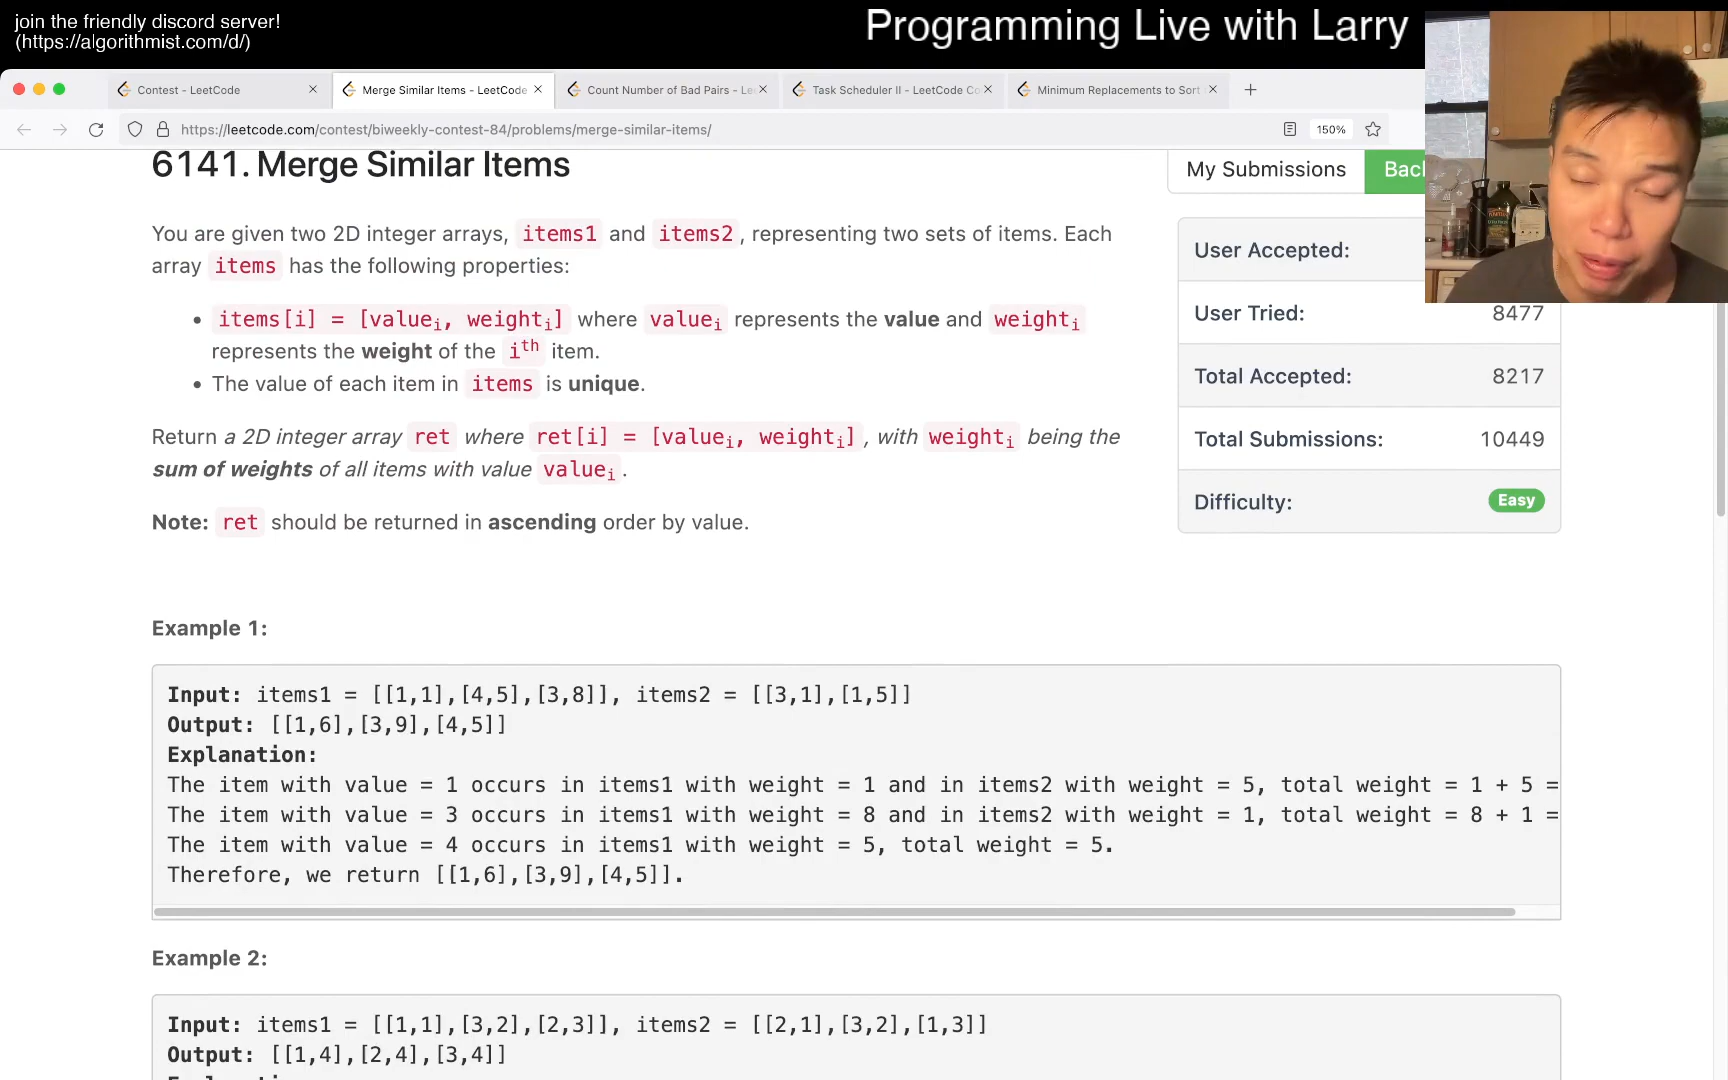 join the friendly discord server!
(https://algorithmist.com/d/)
Programming Live with Larry
Contest - LeetCode
Merge Similar Items - LeetCode
Count Number of Bad Pairs - Le
Task Scheduler II - LeetCode Co
Minimum Replacements to Sort
https://leetcode.com/contest/biweekly-contest-84/problems/merge-similar-items/
150%
6141. Merge Similar Items
My Submissions
Bac
You are given two 2D integer arrays, items1 and items2, representing two sets of items. Each
array items has the following properties:
• items[i] = [valueᵢ, weightᵢ] where valueᵢ represents the value and weightᵢ
represents the weight of the iᵗʰ item.
• The value of each item in items is unique.
Return a 2D integer array ret where ret[i] = [valueᵢ, weightᵢ], with weightᵢ being the
sum of weights of all items with value valueᵢ.
Note: ret should be returned in ascending order by value.
User Accepted:
User Tried: 8477
Total Accepted: 8217
Total Submissions: 10449
Difficulty: Easy
Example 1:
Input: items1 = [[1,1],[4,5],[3,8]], items2 = [[3,1],[1,5]]
Output: [[1,6],[3,9],[4,5]]
Explanation:
The item with value = 1 occurs in items1 with weight = 1 and in items2 with weight = 5, total weight = 1 + 5 =
The item with value = 3 occurs in items1 with weight = 8 and in items2 with weight = 1, total weight = 8 + 1 =
The item with value = 4 occurs in items1 with weight = 5, total weight = 5.
Therefore, we return [[1,6],[3,9],[4,5]].
Example 2:
Input: items1 = [[1,1],[3,2],[2,3]], items2 = [[2,1],[3,2],[1,3]]
Output: [[1,4],[2,4],[3,4]]